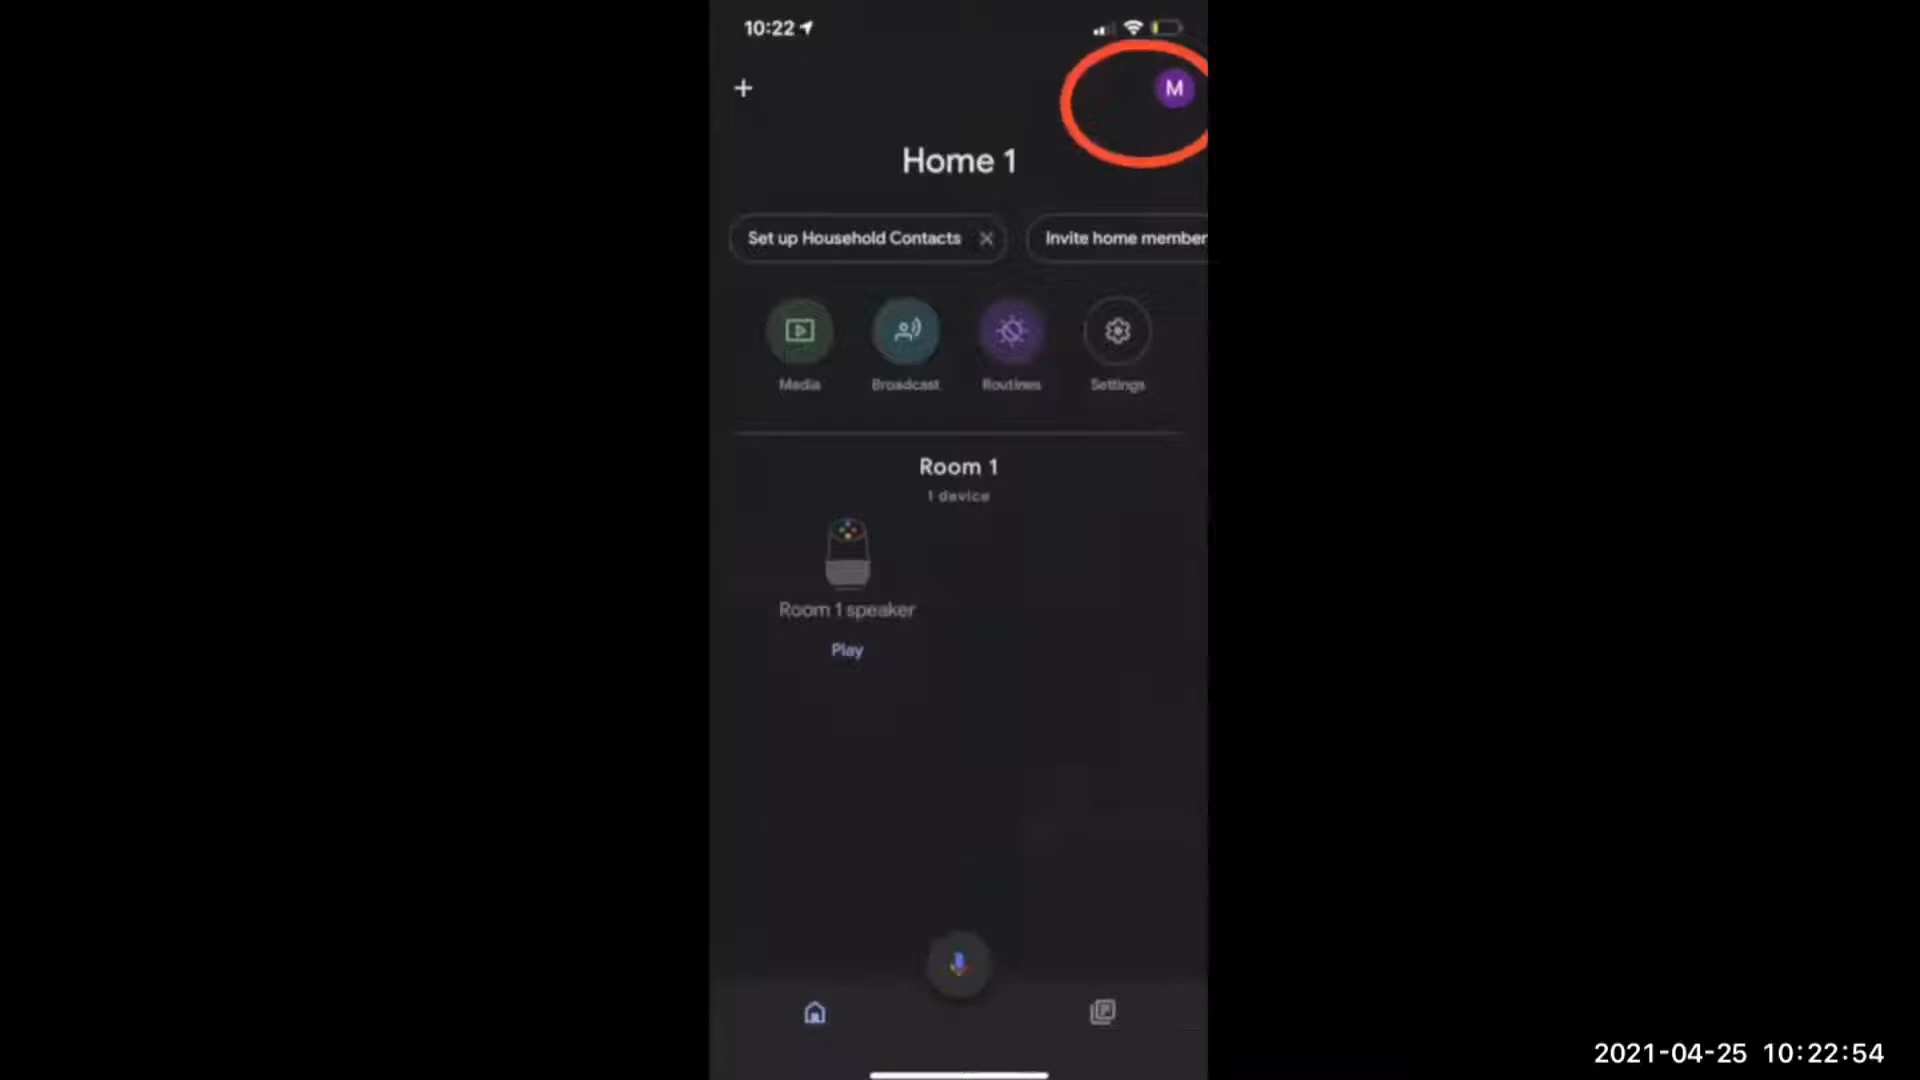 10:22
M
Home 1
Set up Household Contacts
Invite home member
Media Broadcast Routines Settings
Room 1
1 device
Room 1 speaker
Play
2021-04-25 10:22:54